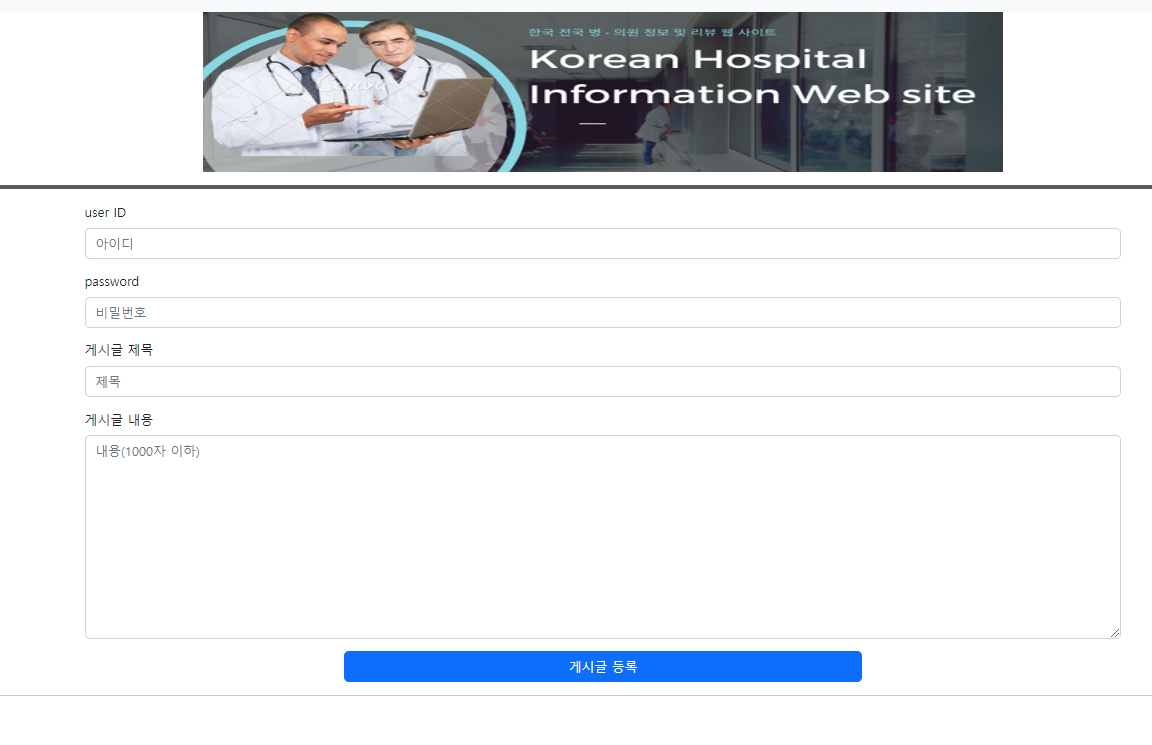 한국 전국 병 · 의원 정보 및 리뷰 웹 사이트
Korean Hospital
Information Web site
Canva
user ID
아이디
password
비밀번호
게시글 제목
제목
게시글 내용
내용(1000자 이하)
게시글 등록